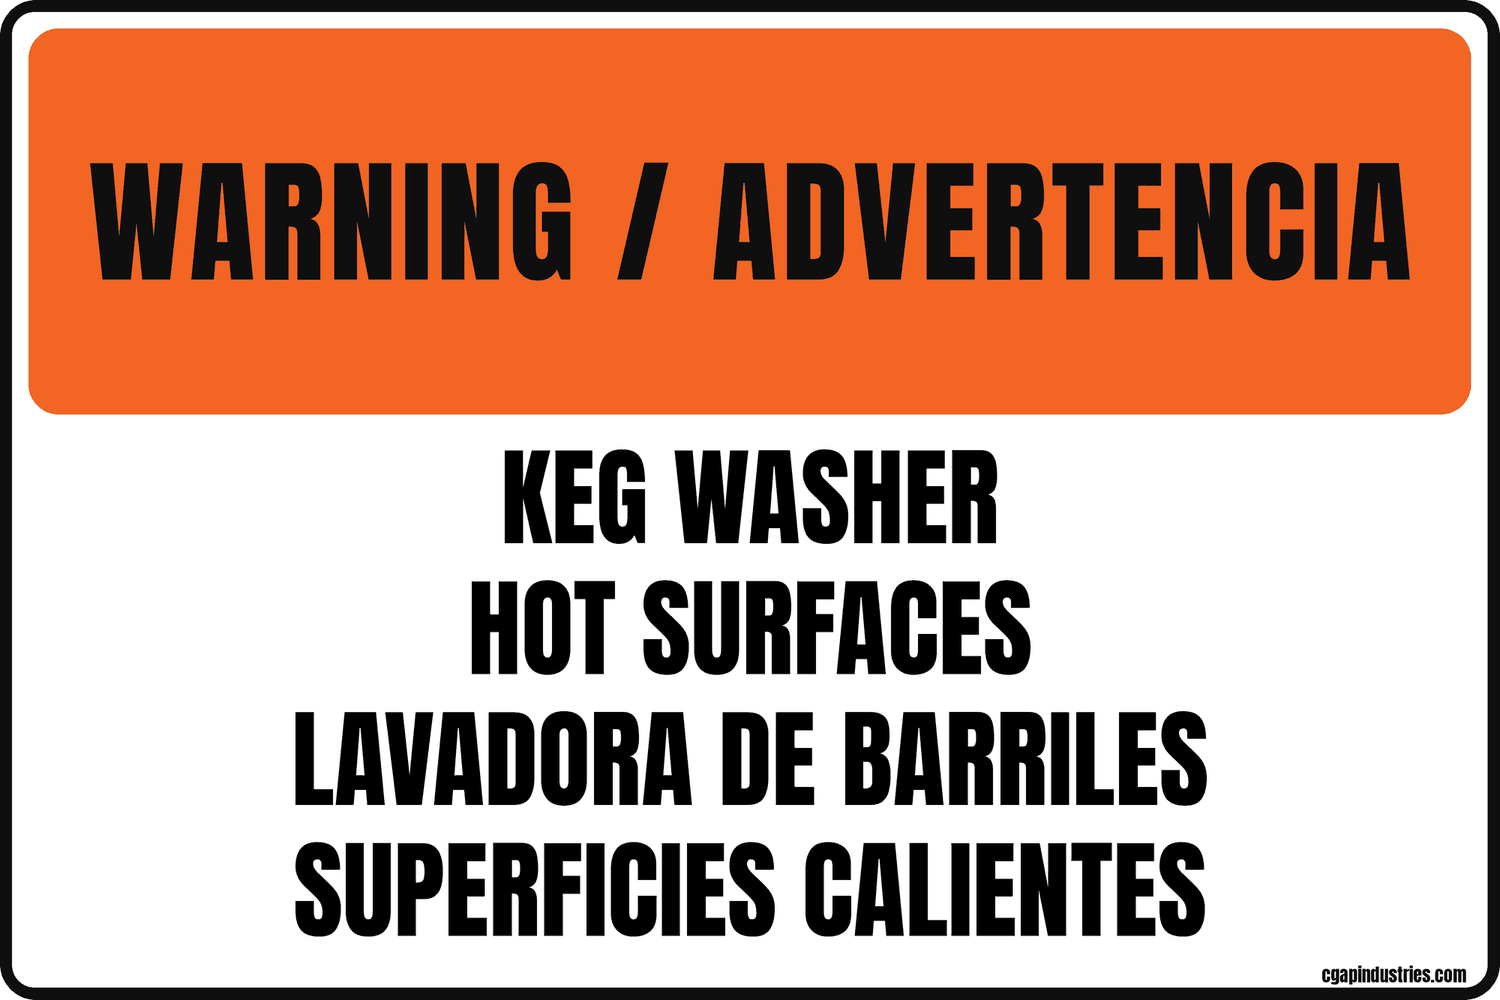 WARNING / ADVERTENCIA
KEG WASHER
HOT SURFACES
LAVADORA DE BARRILES
SUPERFICIES CALIENTES
cgapindustries.com